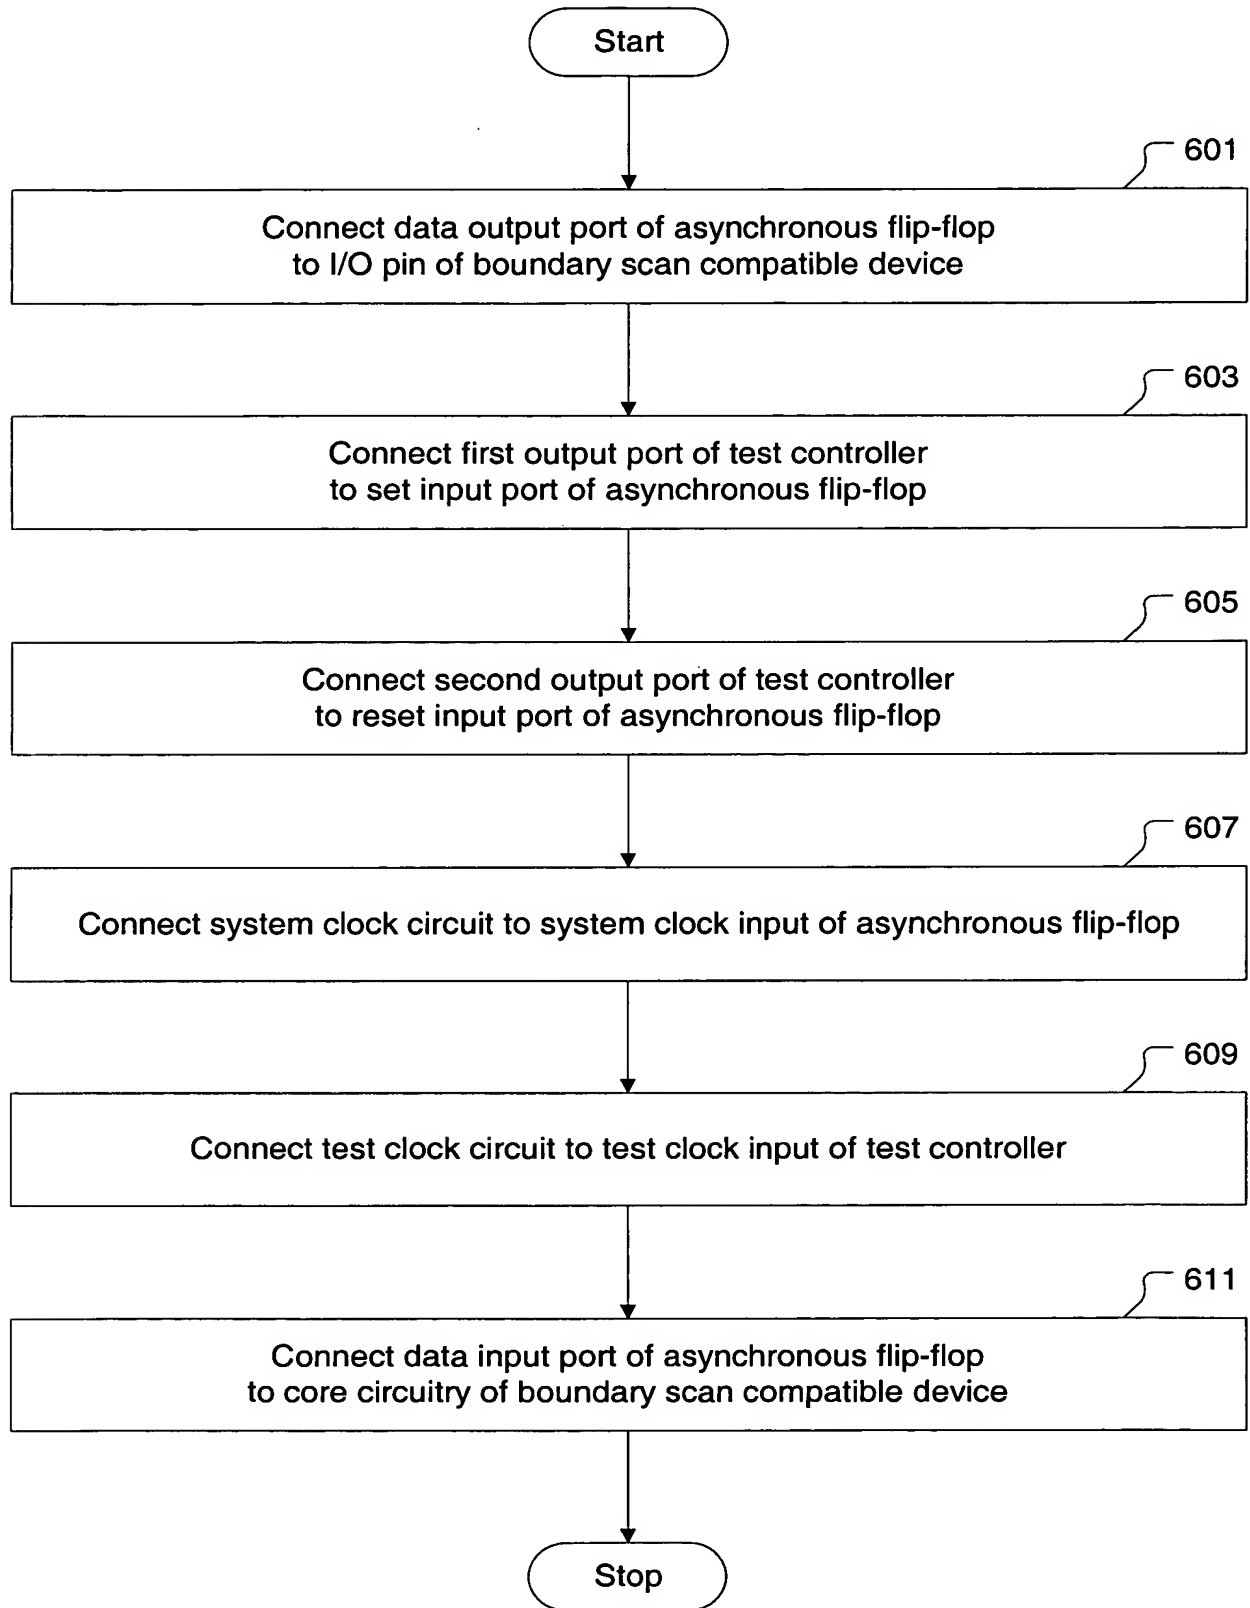 Start
601
Connect data output port of asynchronous flip-flop
to I/O pin of boundary scan compatible device
603
Connect first output port of test controller
to set input port of asynchronous flip-flop
605
Connect second output port of test controller
to reset input port of asynchronous flip-flop
607
Connect system clock circuit to system clock input of asynchronous flip-flop
609
Connect test clock circuit to test clock input of test controller
611
Connect data input port of asynchronous flip-flop
to core circuitry of boundary scan compatible device
Stop